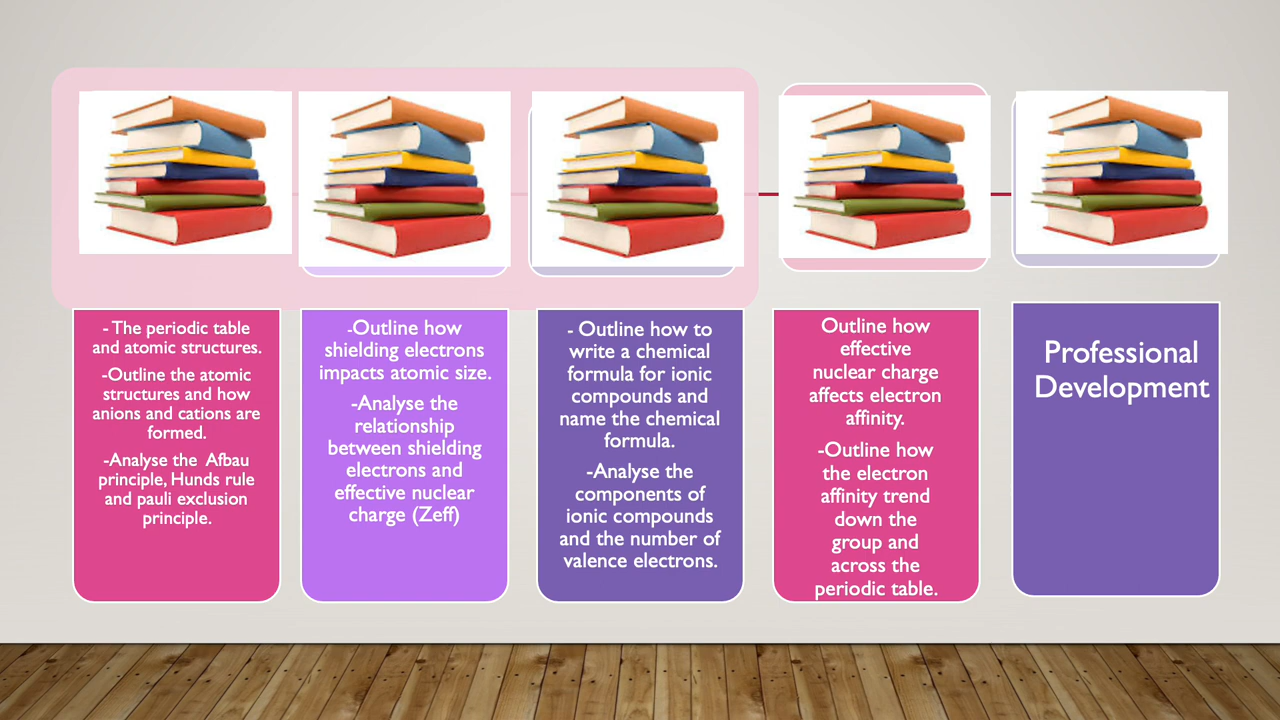 - The periodic table
and atomic structures.
-Outline the atomic
structures and how
anions and cations are
formed.
-Analyse the  Afbau
principle, Hunds rule
and pauli exclusion
principle.
-Outline how
shielding electrons
impacts atomic size.
-Analyse the
relationship
between shielding
electrons and
effective nuclear
charge (Zeff)
- Outline how to
write a chemical
formula for ionic
compounds and
name the chemical
formula.
-Analyse the
components of
ionic compounds
and the number of
valence electrons.
Outline how
effective
nuclear charge
affects electron
affinity.
-Outline how
the electron
affinity trend
down the
group and
across the
periodic table.
Professional
Development